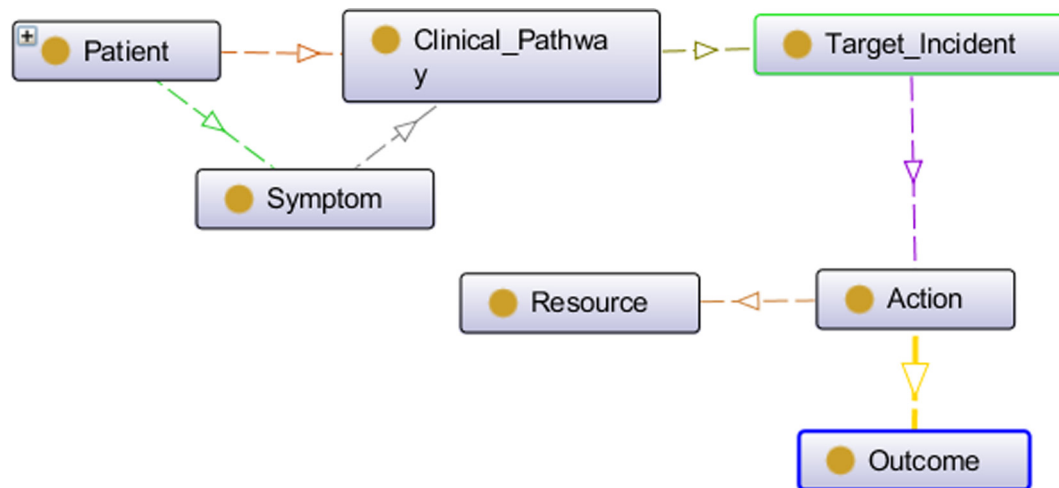 Patient
Clinical_Pathwa
y
Target_Incident
Symptom
Resource
Action
Outcome